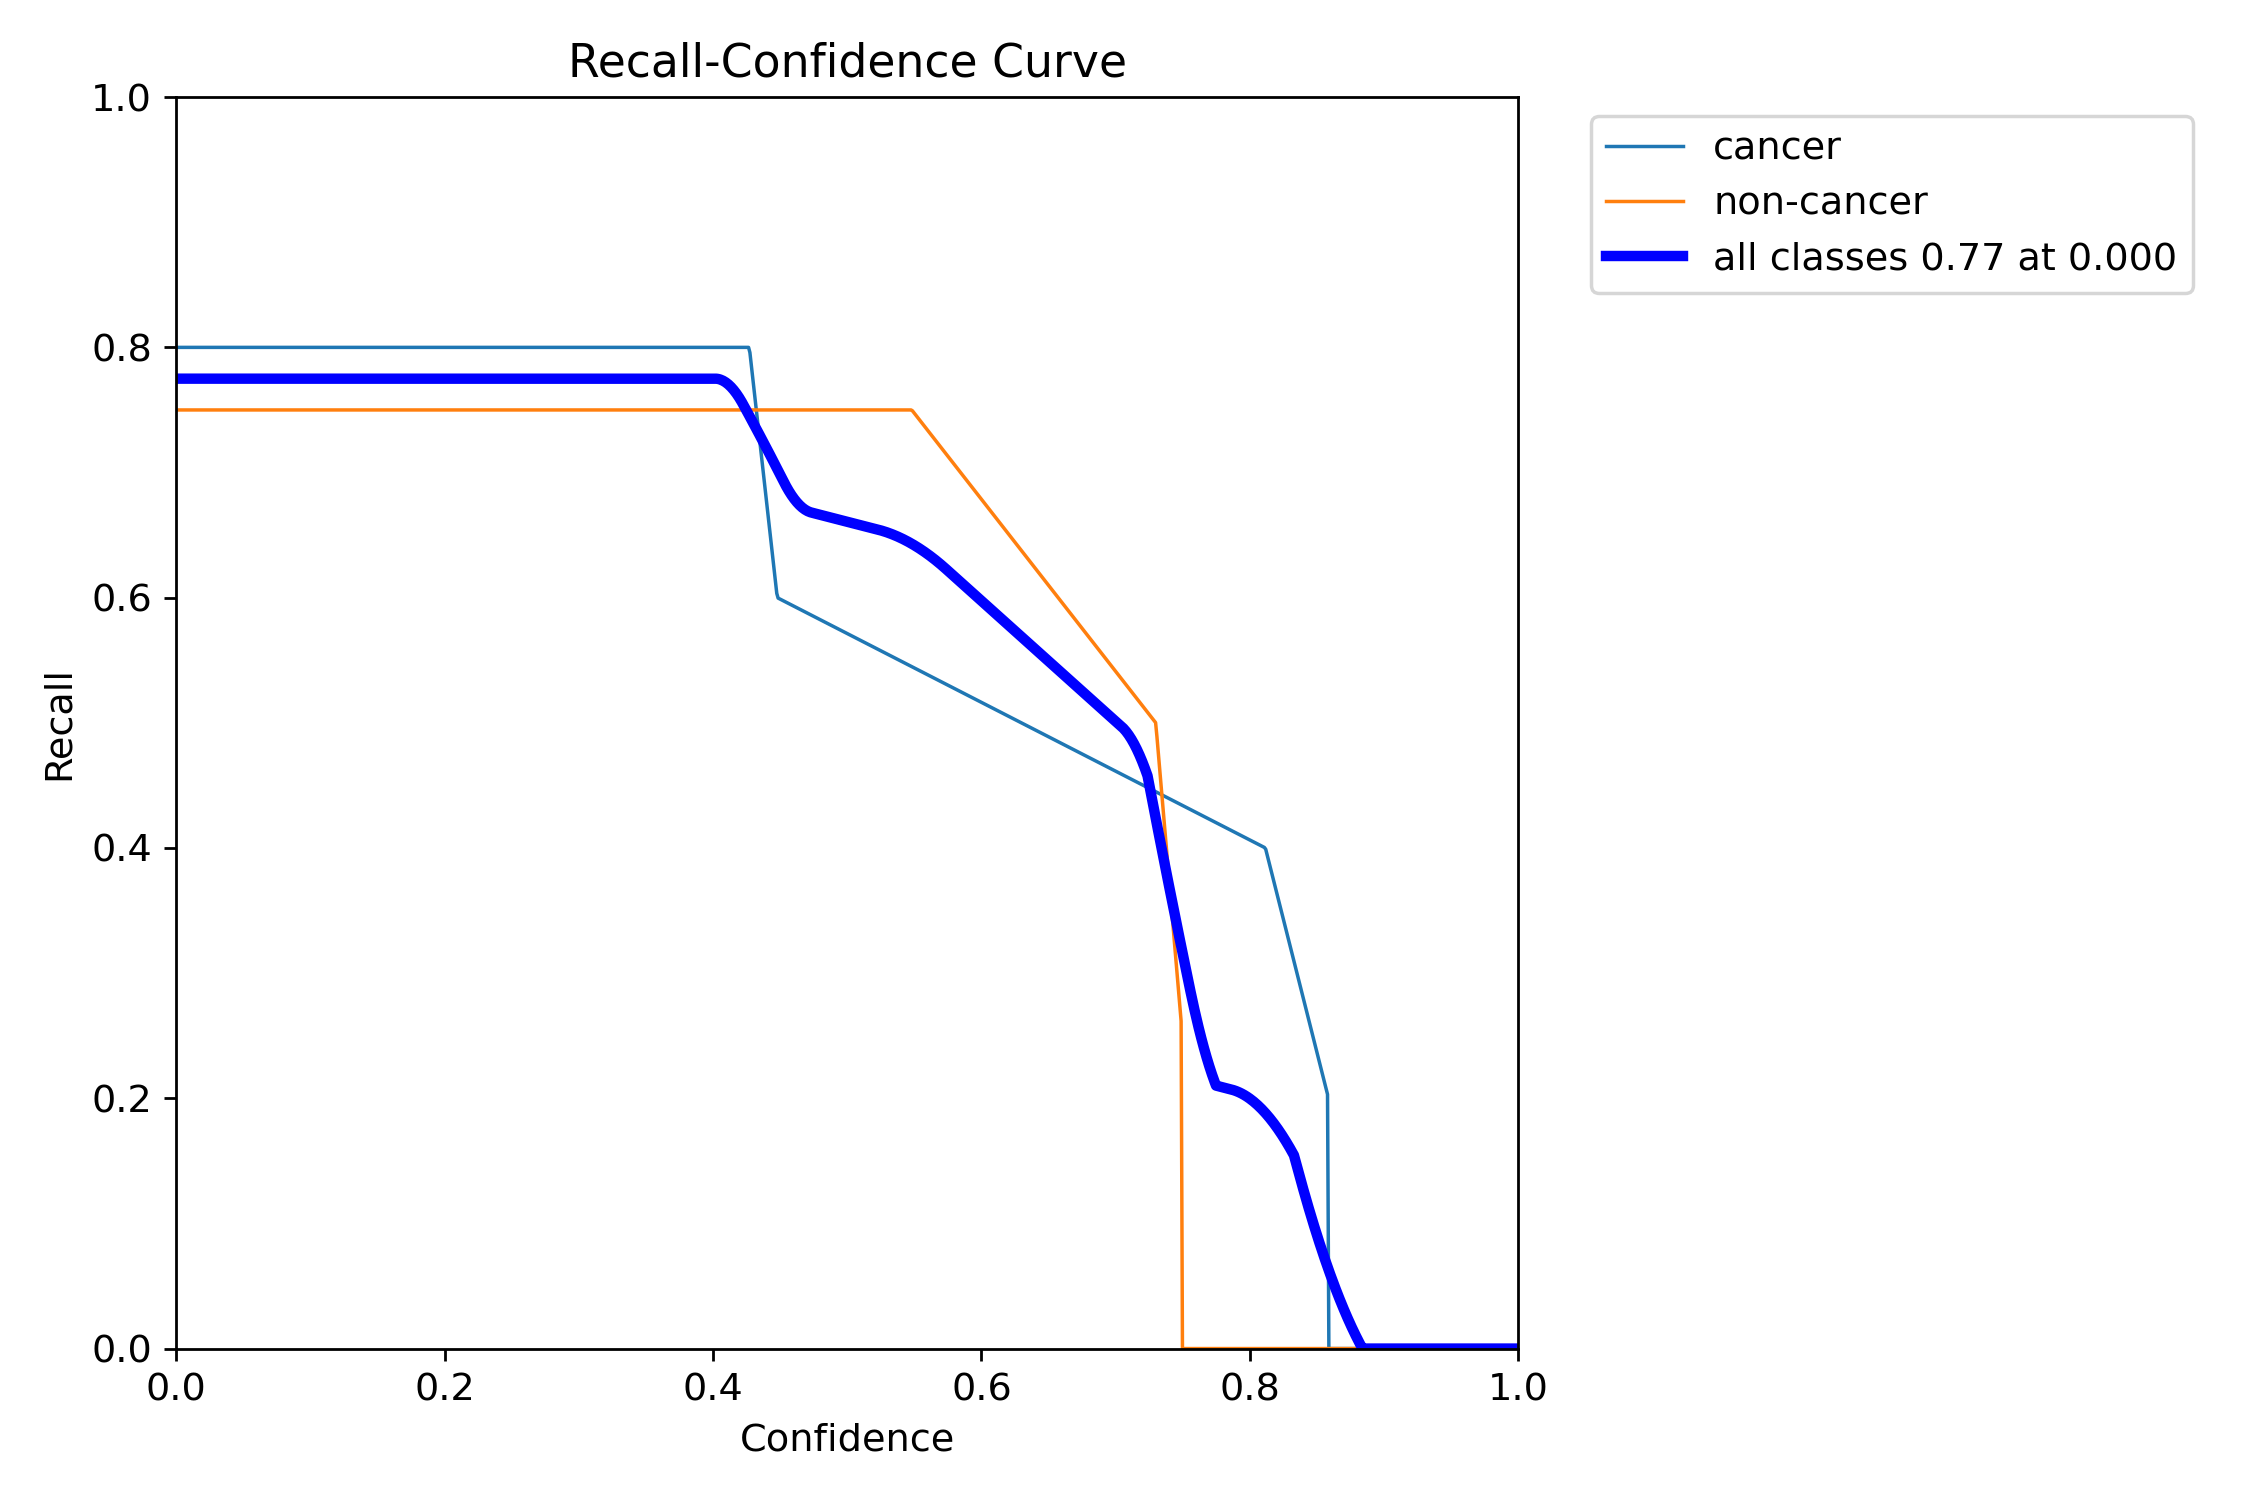 Recall-Confidence Curve
1.0
0.8
0.6
0.4
0.2
0.0
Recall
0.0 0.2 0.4 0.6 0.8 1.0
Confidence
cancer
non-cancer
all classes 0.77 at 0.000